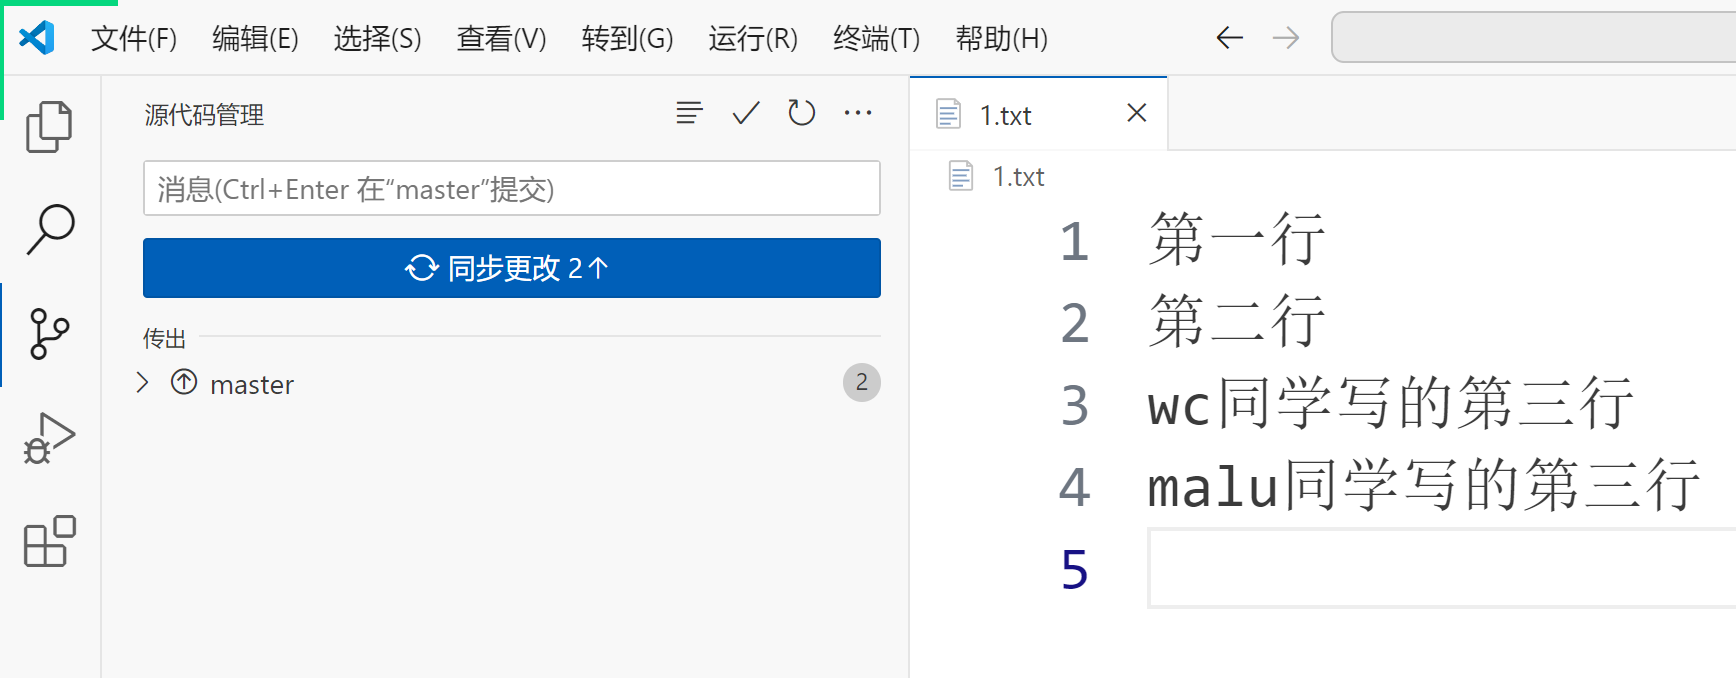 文件(F) 编辑(E) 选择(S) 查看(V) 转到(G) 运行(R) 终端(T) 帮助(H)
源代码管理
消息(Ctrl+Enter 在“master”提交)
同步更改 2↑
传出
master 2
1.txt
1.txt
1 第一行
2 第二行
3 wc同学写的第三行
4 malu同学写的第三行
5